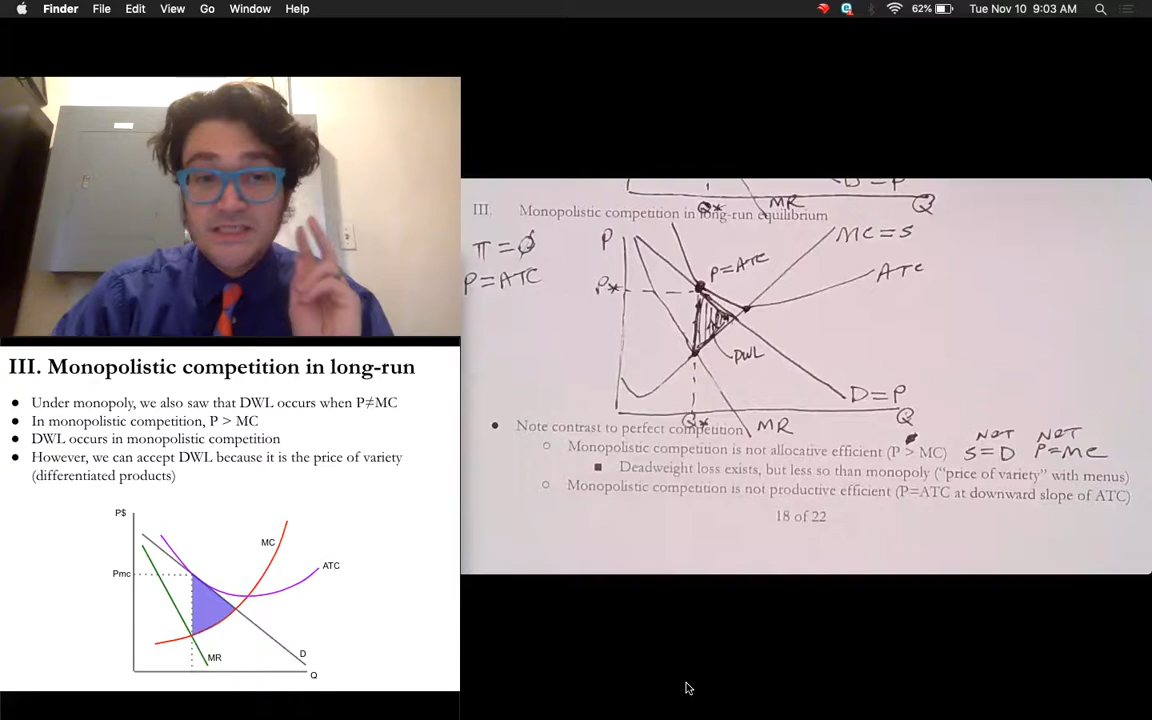 Finder File Edit View Go Window Help
62% Tue Nov 10 9:03 AM
III. Monopolistic competition in long-run
● Under monopoly, we also saw that DWL occurs when P≠MC
● In monopolistic competition, P > MC
● DWL occurs in monopolistic competition
● However, we can accept DWL because it is the price of variety
(differentiated products)
P$
MC
ATC
Pmc
MR
D
Q
D=P
Q* MR Q
III. Monopolistic competition in long-run equilibrium
π=∅
P=ATC
P
MC=S
P=ATC
ATC
P*
DWL
D=P
Q* MR Q
● Note contrast to perfect competition
NOT NOT
○ Monopolistic competition is not allocative efficient (P > MC) S=D P=MC
■ Deadweight loss exists, but less so than monopoly (“price of variety” with menus)
○ Monopolistic competition is not productive efficient (P=ATC at downward slope of ATC)
18 of 22